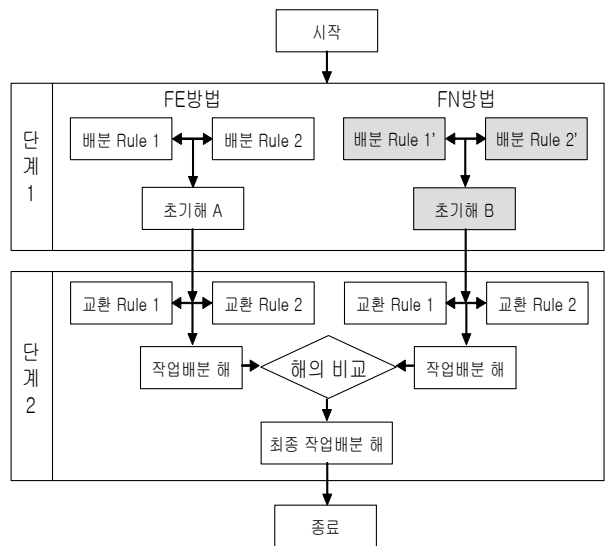 시작
FE방법
FN방법
단계1
배분 Rule 1
배분 Rule 2
배분 Rule 1'
배분 Rule 2'
초기해 A
초기해 B
단계2
교환 Rule 1
교환 Rule 2
교환 Rule 1
교환 Rule 2
작업배분 해
해의 비교
작업배분 해
최종 작업배분 해
종료